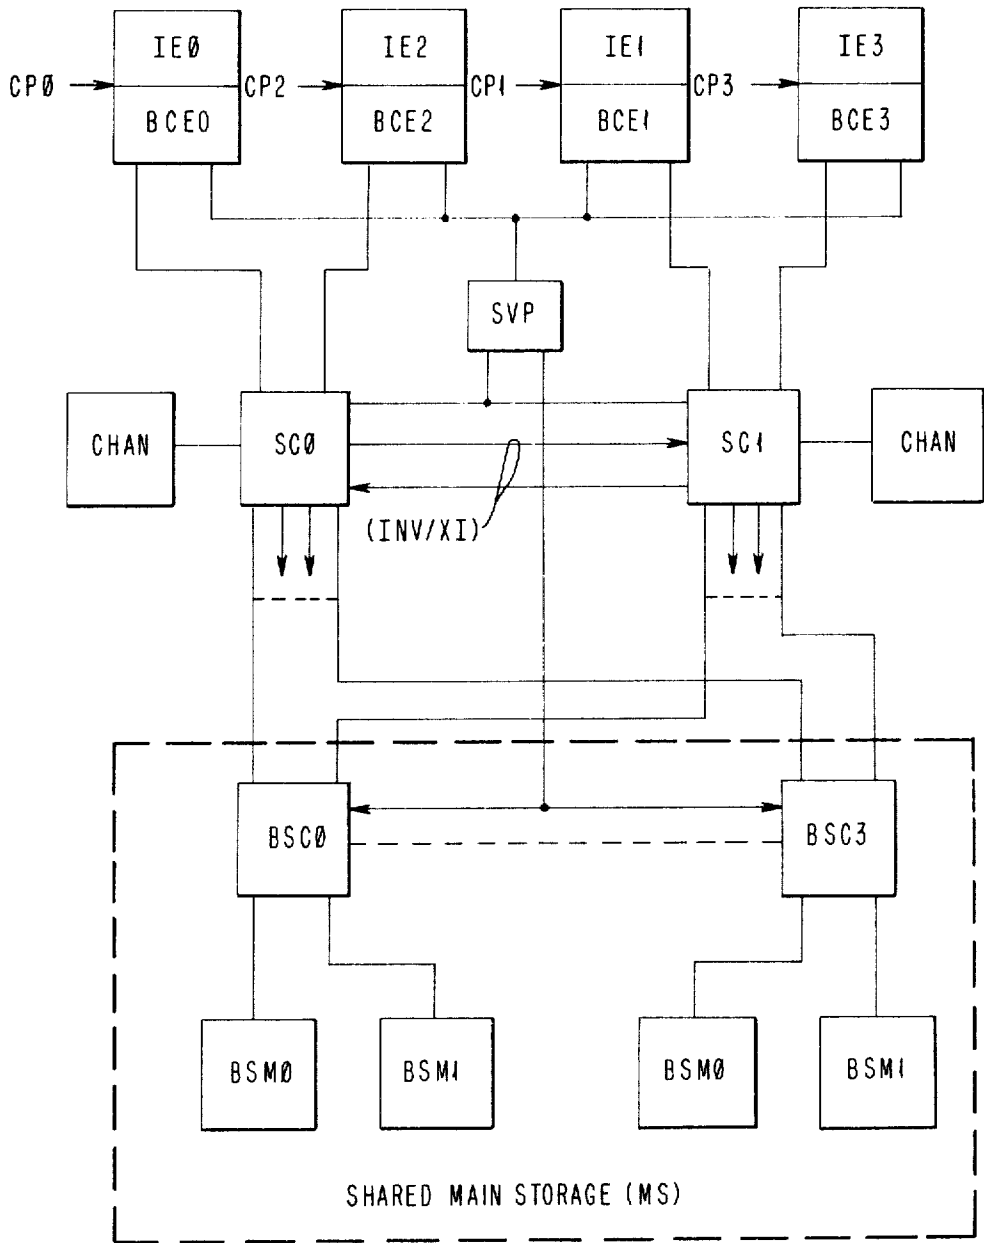 IE0
IE2
IE1
IE3
CP0
CP2
CP1
CP3
BCE0
BCE2
BCE1
BCE3
SVP
CHAN
SC0
SC1
CHAN
(INV/XI)
BSC0
BSC3
BSM0
BSM1
BSM0
BSM1
SHARED MAIN STORAGE (MS)